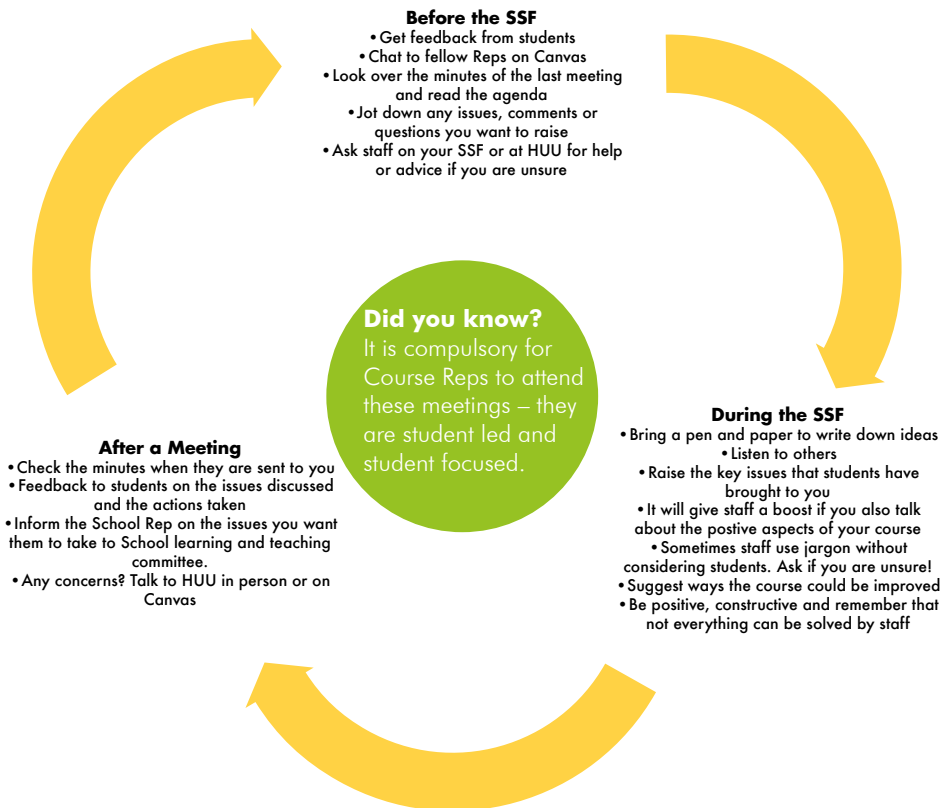 Before the SSF
• Get feedback from students
• Chat to fellow Reps on Canvas
• Look over the minutes of the last meeting
and read the agenda
• Jot down any issues, comments or
questions you want to raise
• Ask staff on your SSF or at HUU for help
or advice if you are unsure
Did you know?
It is compulsory for
Course Reps to attend
these meetings – they
are student led and
student focused.
During the SSF
• Bring a pen and paper to write down ideas
• Listen to others
• Raise the key issues that students have
brought to you
• It will give staff a boost if you also talk
about the postive aspects of your course
• Sometimes staff use jargon without
considering students. Ask if you are unsure!
• Suggest ways the course could be improved
• Be positive, constructive and remember that
not everything can be solved by staff
After a Meeting
• Check the minutes when they are sent to you
• Feedback to students on the issues discussed
and the actions taken
• Inform the School Rep on the issues you want
them to take to School learning and teaching
committee.
• Any concerns? Talk to HUU in person or on
Canvas